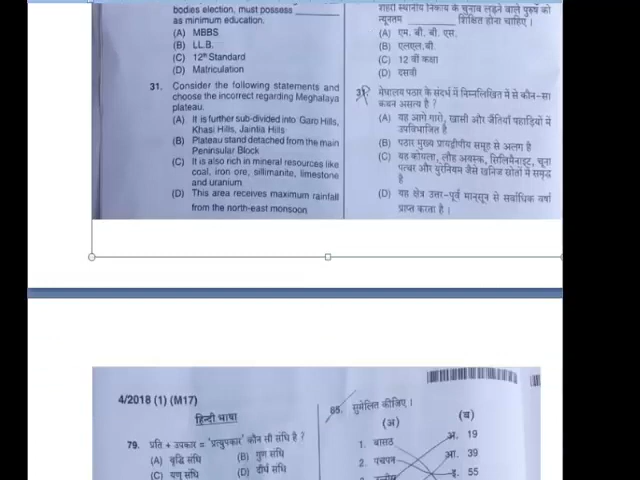 bodies election, must possess ________
as minimum education.
(A) MBBS
(B) LL.B.
(C) 12th Standard
(D) Matriculation
31. Consider the following statements and
choose the incorrect regarding Meghalaya
plateau.
(A) It is further sub-divided into Garo Hills,
Khasi Hills, Jaintia Hills
(B) Plateau stand detached from the main
Peninsular Block
(C) It is also rich in mineral resources like
coal, iron ore, sillimanite, limestone
and uranium
(D) This area receives maximum rainfall
from the north-east monsoon
शहरी स्थानीय निकाय के चुनाव लड़ने वाले पुरुष को
न्यूनतम ________ शिक्षित होना चाहिए ।
(A) एम. बी. बी. एस.
(B) एलएल.बी.
(C) 12 वीं कक्षा
(D) दसवीं
31. मेघालय पठार के संदर्भ में निम्नलिखित में से कौन-सा
कथन असत्य है ?
(A) यह आगे गारो, खासी और जैंतिया पहाड़ियों में
उपविभाजित है
(B) पठार मुख्य प्रायद्वीपीय समूह से अलग है
(C) यह कोयला, लौह अयस्क, सिलिमेनाइट, चूना
पत्थर और युरेनियम जैसे खनिज स्रोतों में समृद्ध
है
(D) यह क्षेत्र उत्तर-पूर्व मानसून से सर्वाधिक वर्षा
प्राप्त करता है ।
4/2018 (1) (M17)
हिन्दी भाषा
79. प्रति + उपकार = 'प्रत्युपकार' कौन सी संधि है ?
(A) वृद्धि संधि (B) गुण संधि
(C) यण् संधि (D) दीर्घ संधि
85. सुमेलित कीजिए ।
(अ) (ब)
1. बासठ अ. 19
2. पचपन आ. 39
इ. 55